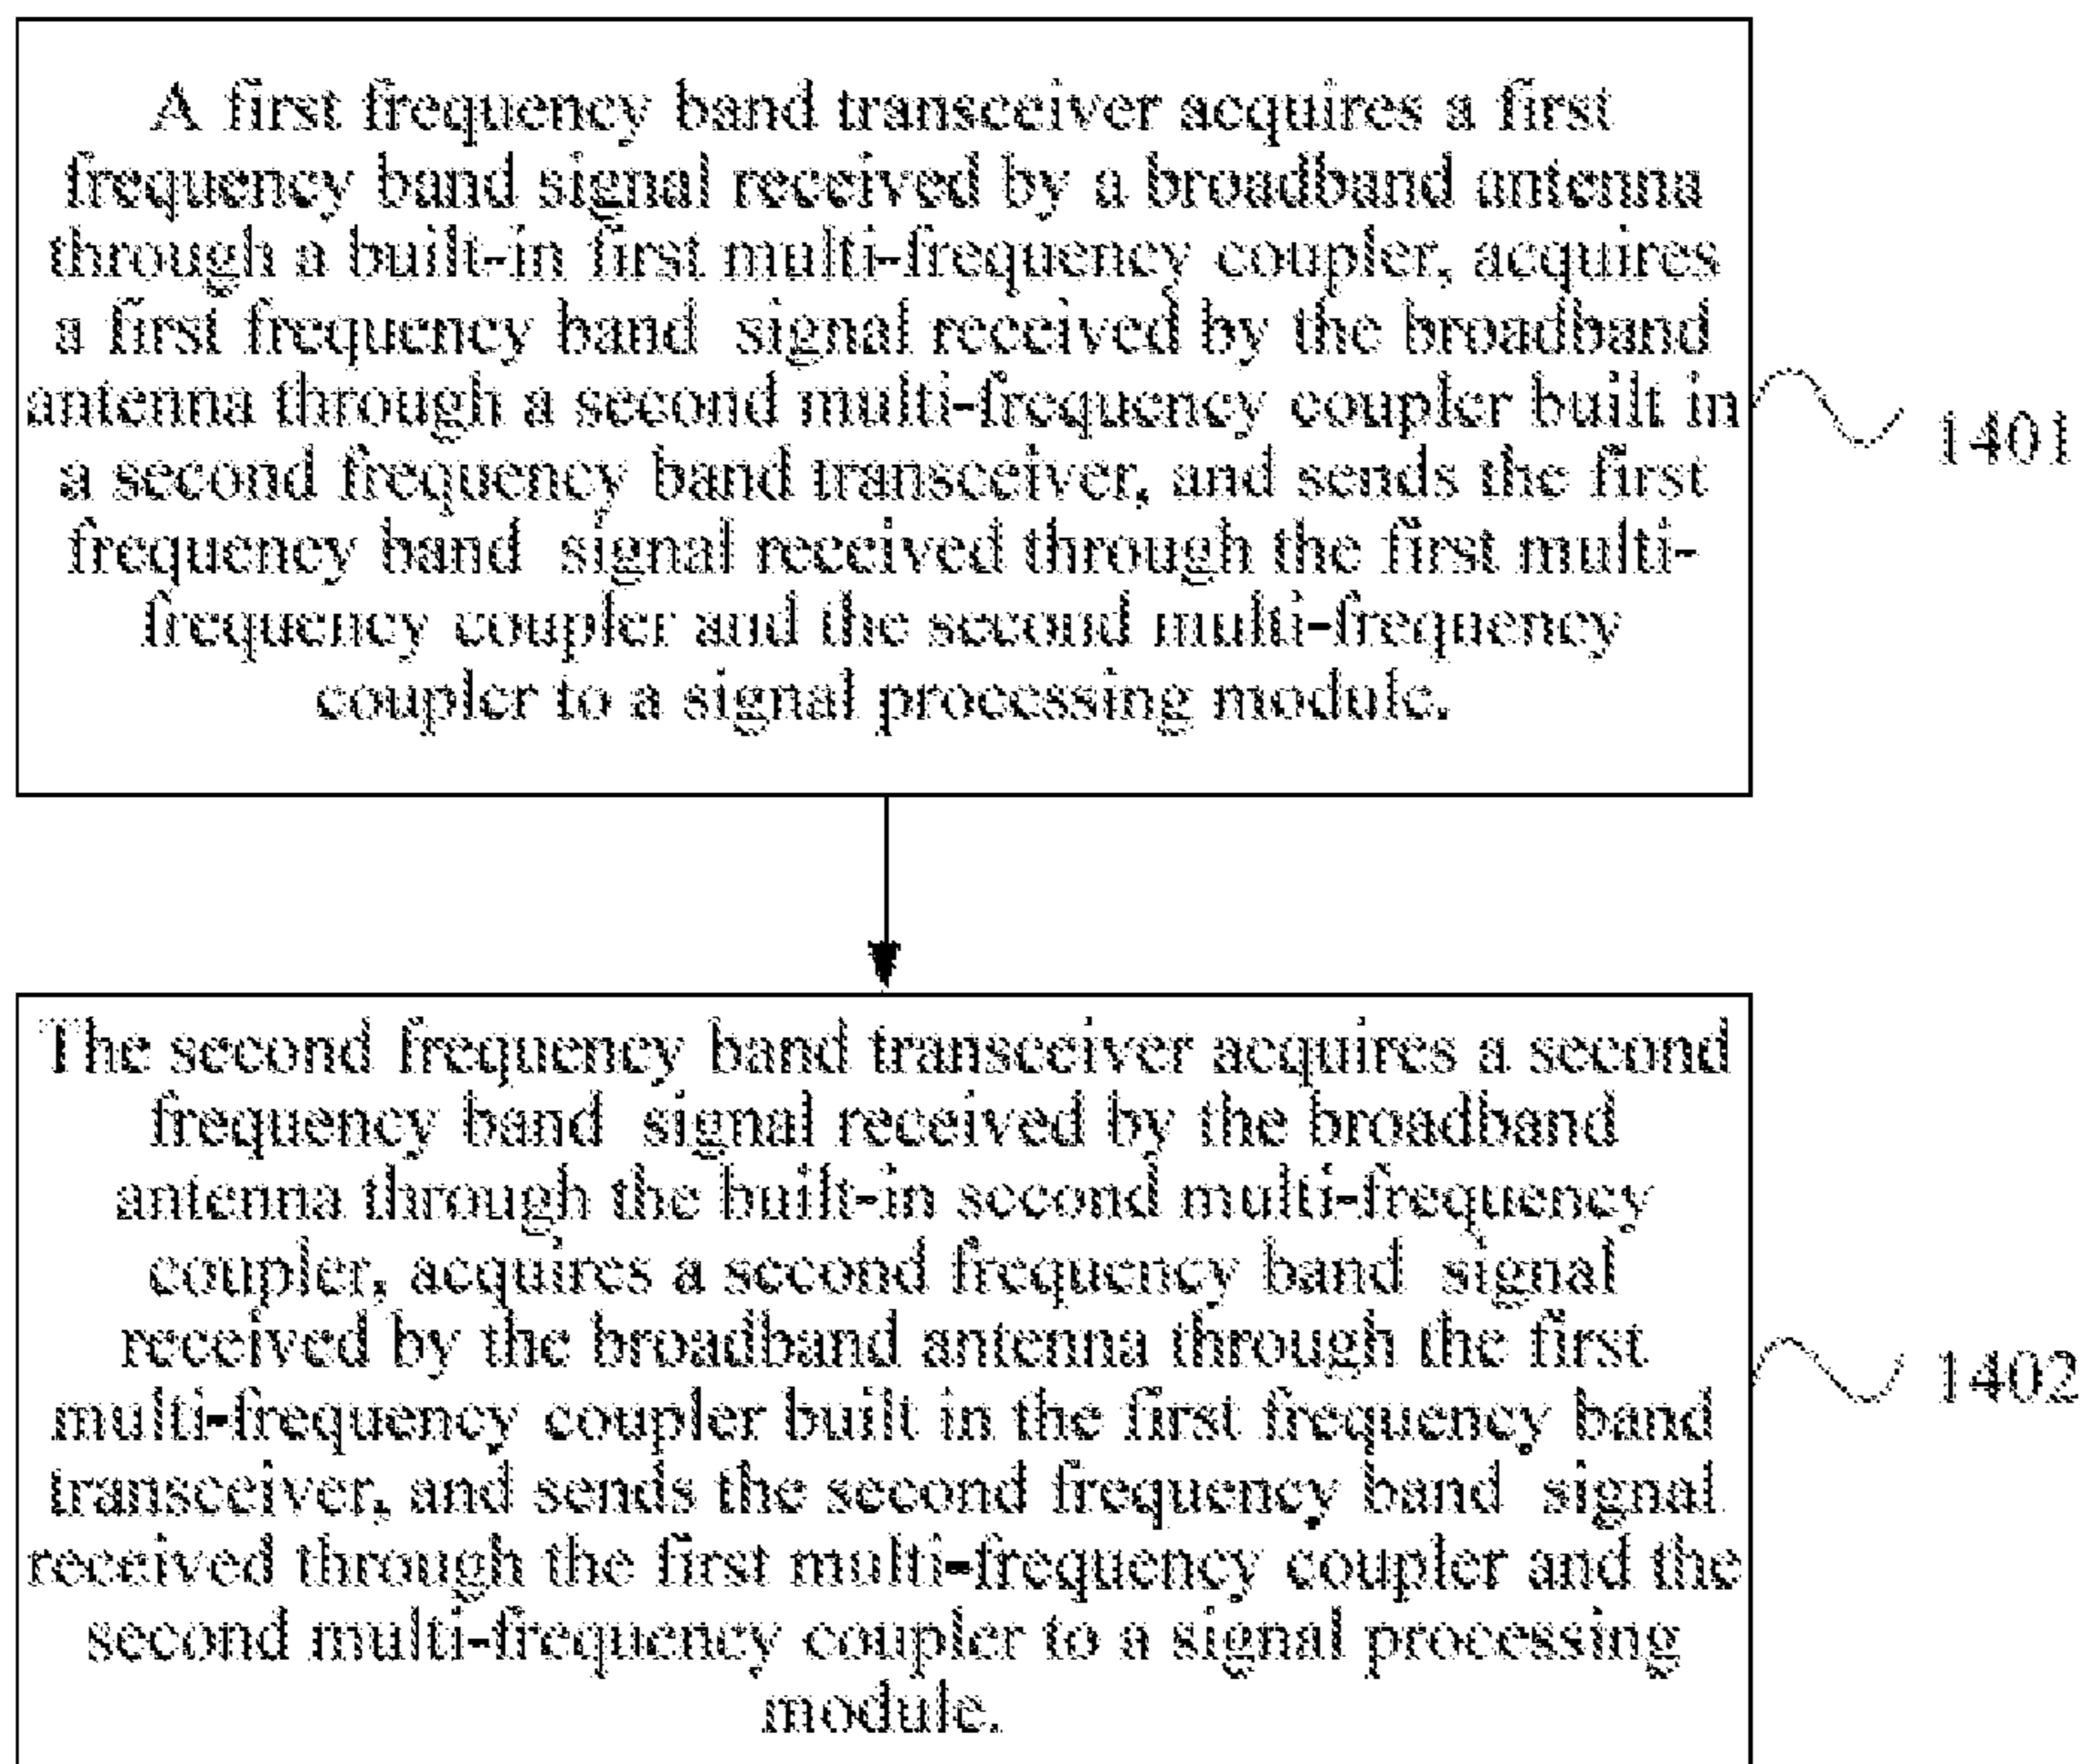 A first frequency band transceiver acquires a first
frequency band signal received by a broadband antenna
through a built-in first multi-frequency coupler, acquires
a first frequency band signal received by the broadband
antenna through a second multi-frequency coupler built in
a second frequency band transceiver, and sends the first
frequency band signal received through the first multi-
frequency coupler and the second multi-frequency
coupler to a signal processing module.
1401
The second frequency band transceiver acquires a second
frequency band signal received by the broadband
antenna through the built-in second multi-frequency
coupler, acquires a second frequency band signal
received by the broadband antenna through the first
multi-frequency coupler built in the first frequency band
transceiver, and sends the second frequency band signal
received through the first multi-frequency coupler and the
second multi-frequency coupler to a signal processing
module.
1402